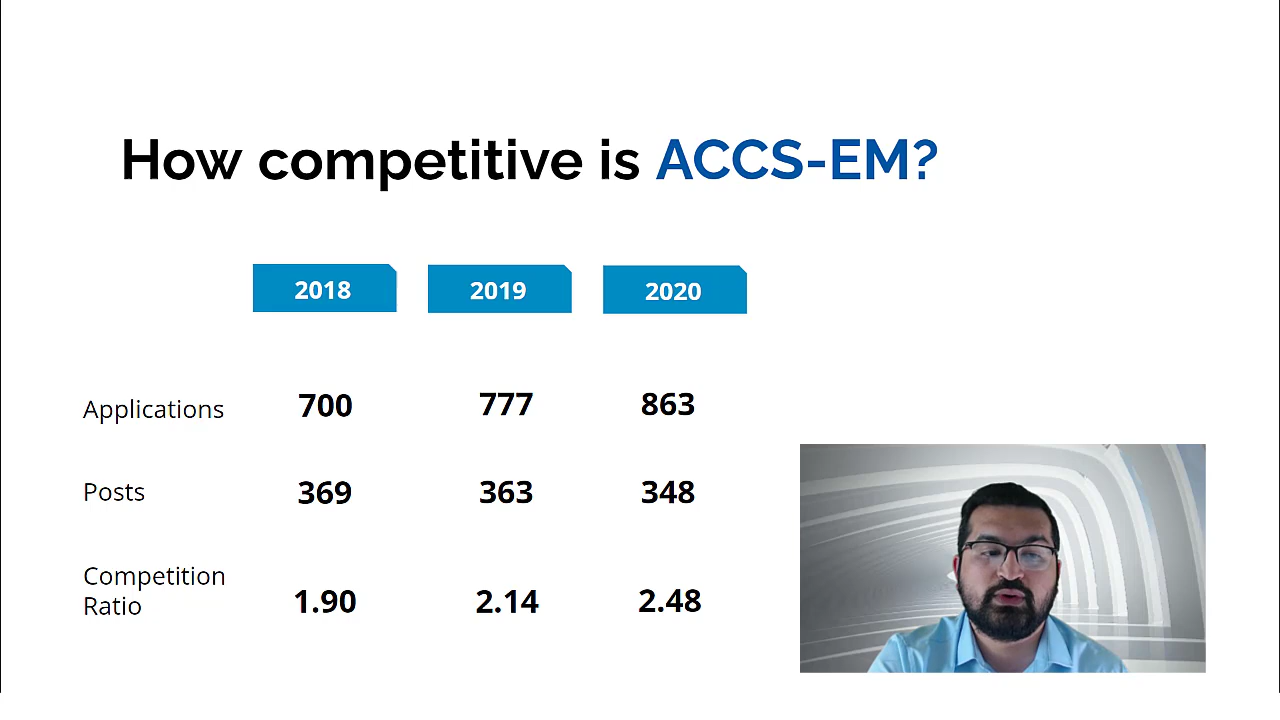 How competitive is ACCS-EM?
2018 2019 2020
Applications 700 777 863
Posts 369 363 348
Competition
Ratio 1.90 2.14 2.48